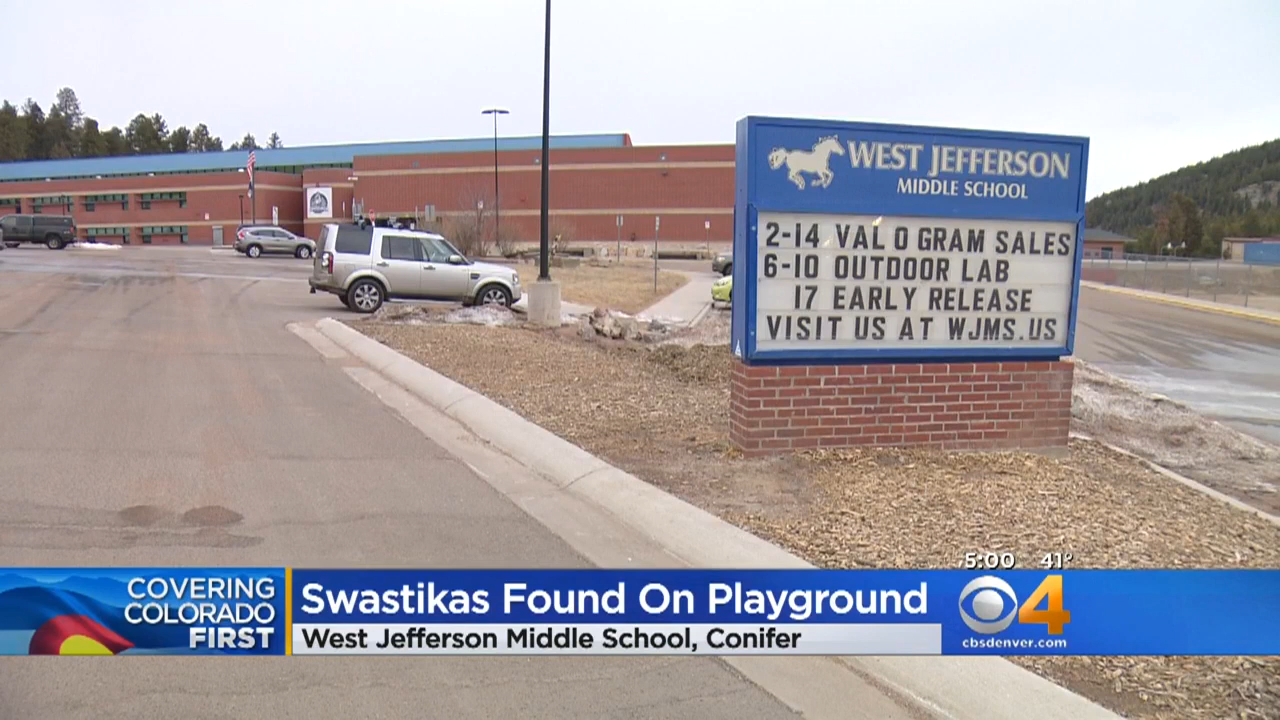 WEST JEFFERSON
MIDDLE SCHOOL
2-14 VAL O GRAM SALES
6-10 OUTDOOR LAB
17 EARLY RELEASE
VISIT US AT WJMS.US
5:00 41°
COVERING
COLORADO
FIRST
Swastikas Found On Playground
West Jefferson Middle School, Conifer
4
cbsdenver.com